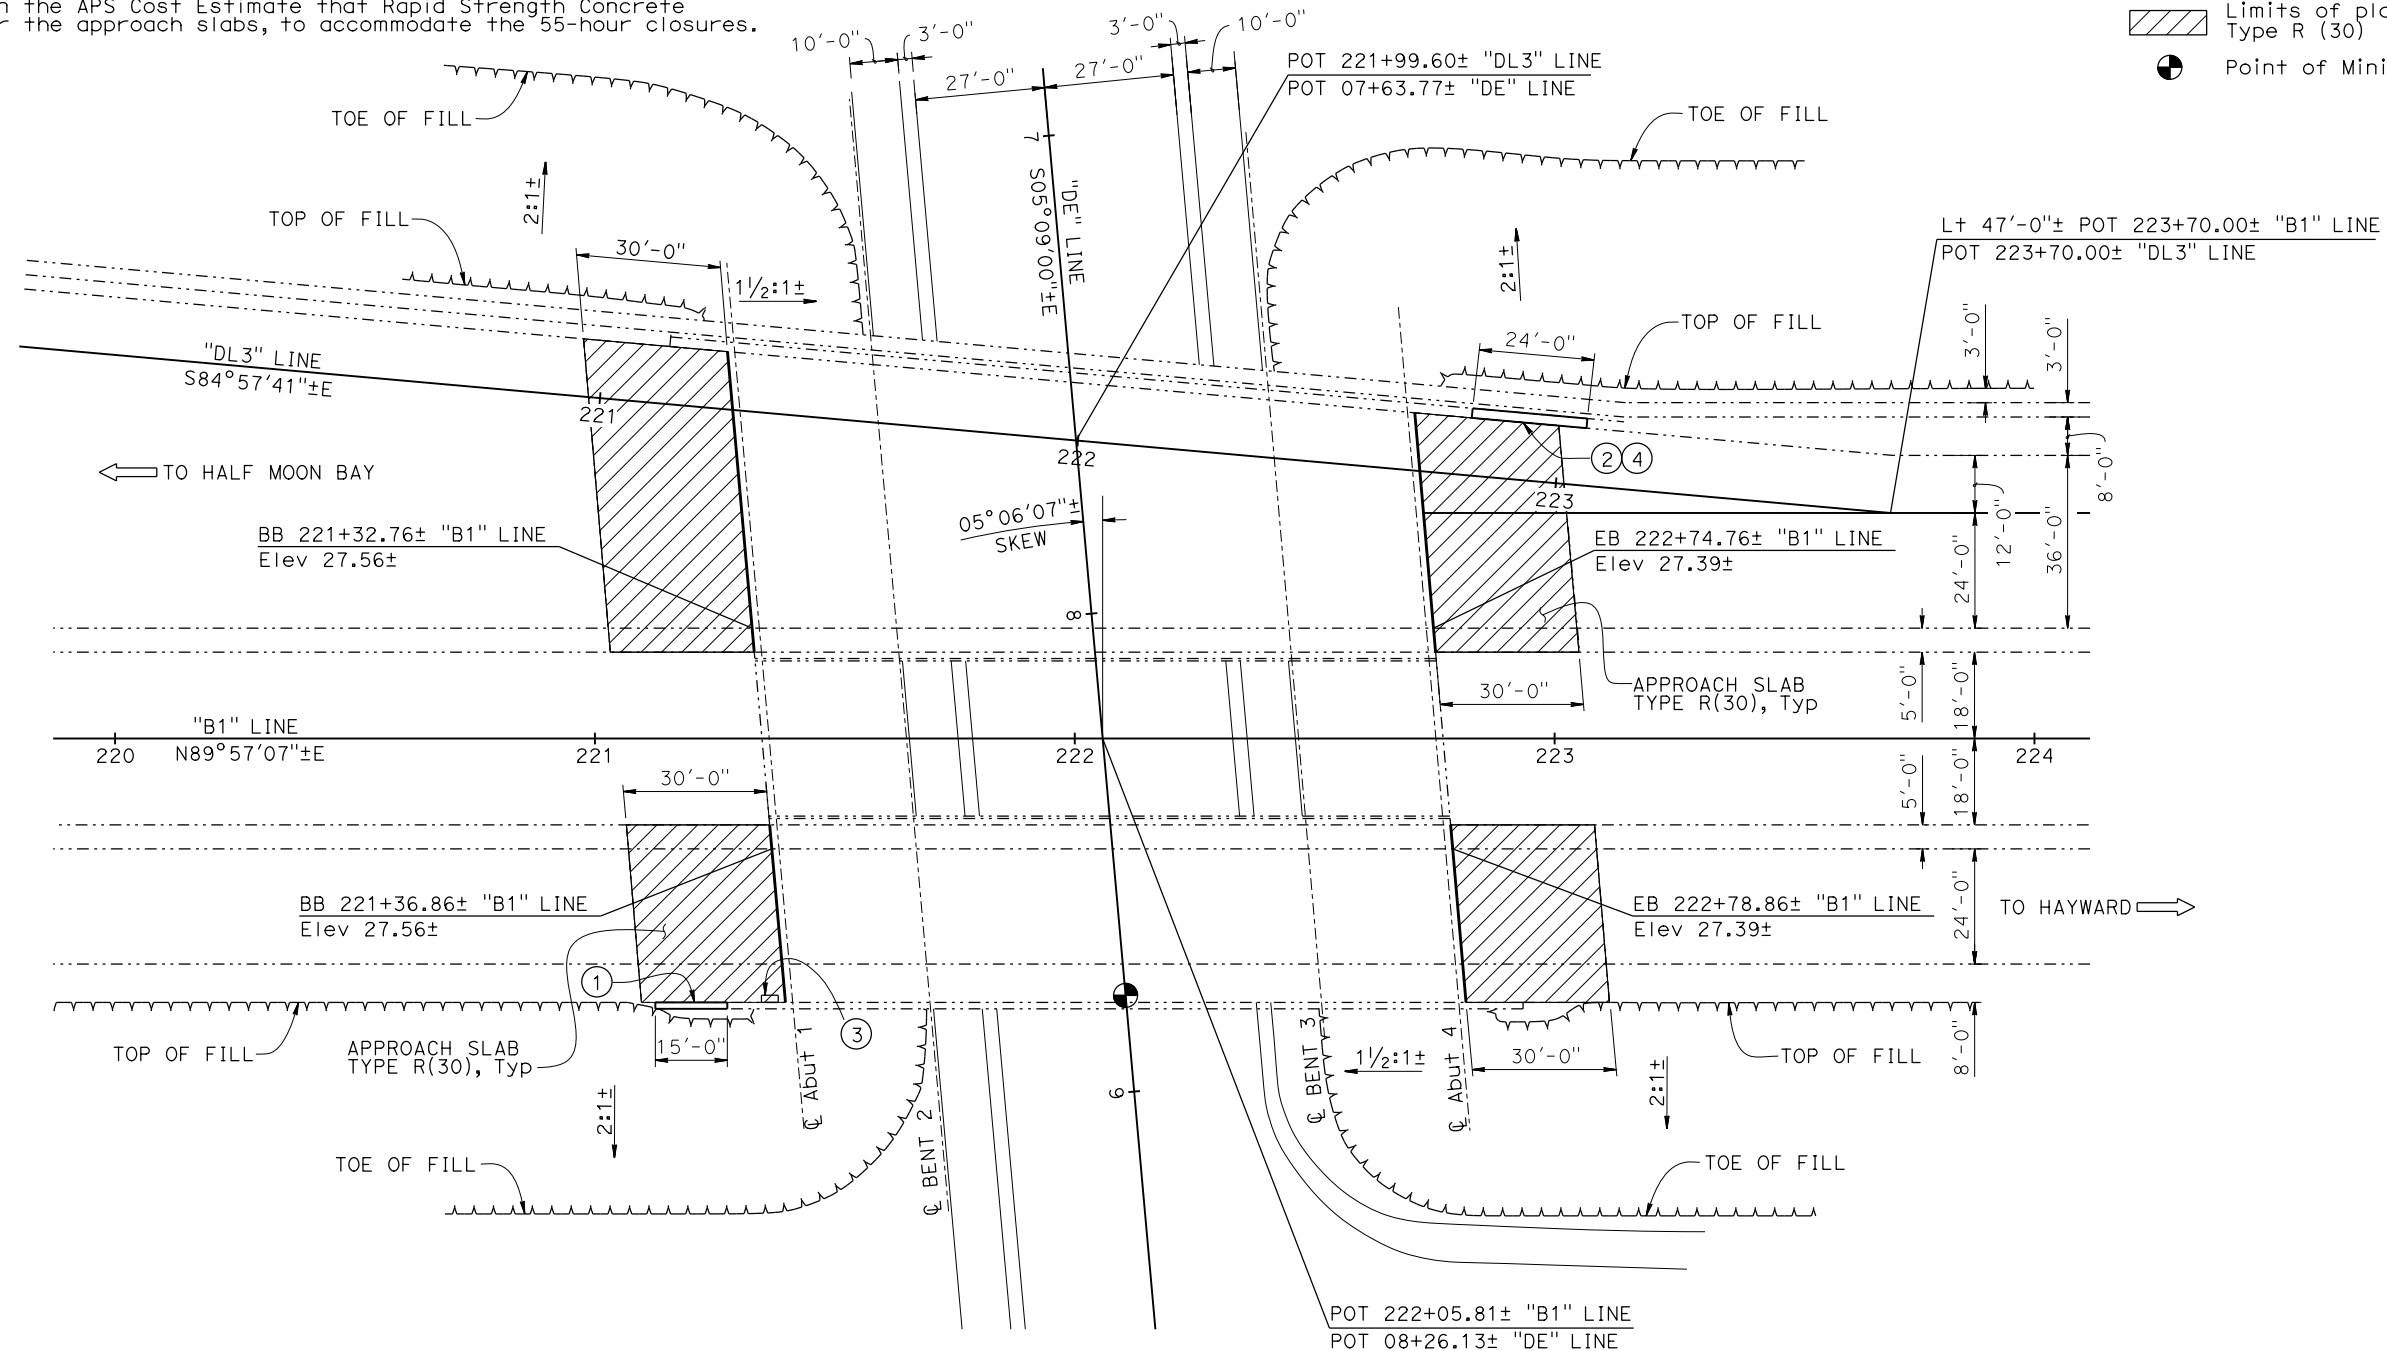 n the APS Cost Estimate that Rapid Strength Concrete
r the approach slabs, to accommodate the 55-hour closures.
Limits of
Type R (30)
Point of
10'-0"
3'-0"
3'-0"
10'-0"
27'-0"
27'-0"
POT 221+99.60± "DL3" LINE
POT 07+63.77± "DE" LINE
TOE OF FILL
TOE OF FILL
7
S05°09'00"±E
"DE" LINE
2:1±
TOP OF FILL
30'-0"
1½:1±
2:1±
Lt 47'-0"± POT 223+70.00± "B1" LINE
POT 223+70.00± "DL3" LINE
TOP OF FILL
24'-0"
3'-0"
3'-0"
"DL3" LINE
S84°57'41"±E
221
222
223
2 4
TO HALF MOON BAY
8'-0"
12'-0"
36'-0"
24'-0"
05°06'07"±
SKEW
BB 221+32.76± "B1" LINE
Elev 27.56±
EB 222+74.76± "B1" LINE
Elev 27.39±
8
30'-0"
APPROACH SLAB
TYPE R(30), Typ
5'-0"
18'-0"
"B1" LINE
N89°57'07"±E
220
221
222
223
224
30'-0"
5'-0"
18'-0"
BB 221+36.86± "B1" LINE
Elev 27.56±
EB 222+78.86± "B1" LINE
Elev 27.39±
24'-0"
TO HAYWARD
1
3
TOP OF FILL
APPROACH SLAB
TYPE R(30), Typ
15'-0"
℄ Abut 1
℄ BENT 2
9
℄ BENT 3
1½:1±
℄ Abut 4
30'-0"
TOP OF FILL
8'-0"
2:1±
2:1±
TOE OF FILL
TOE OF FILL
POT 222+05.81± "B1" LINE
POT 08+26.13± "DE" LINE